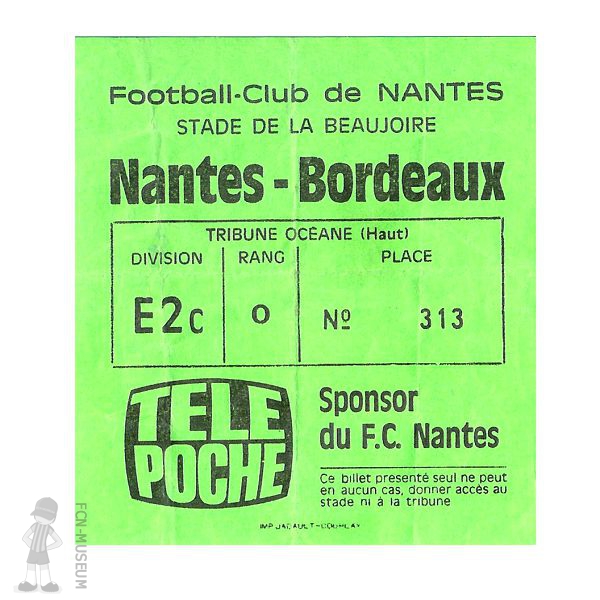 Football-Club de NANTES
STADE DE LA BEAUJOIRE
Nantes - Bordeaux
TRIBUNE OCÉANE (Haut)
DIVISION RANG PLACE
E2c O Nº 313
TELE
POCHE
Sponsor
du F.C. Nantes
Ce billet presenté seul ne peut
en aucun cas, donner accès au
stade ni à la tribune
IMP
FCN-MUSEUM